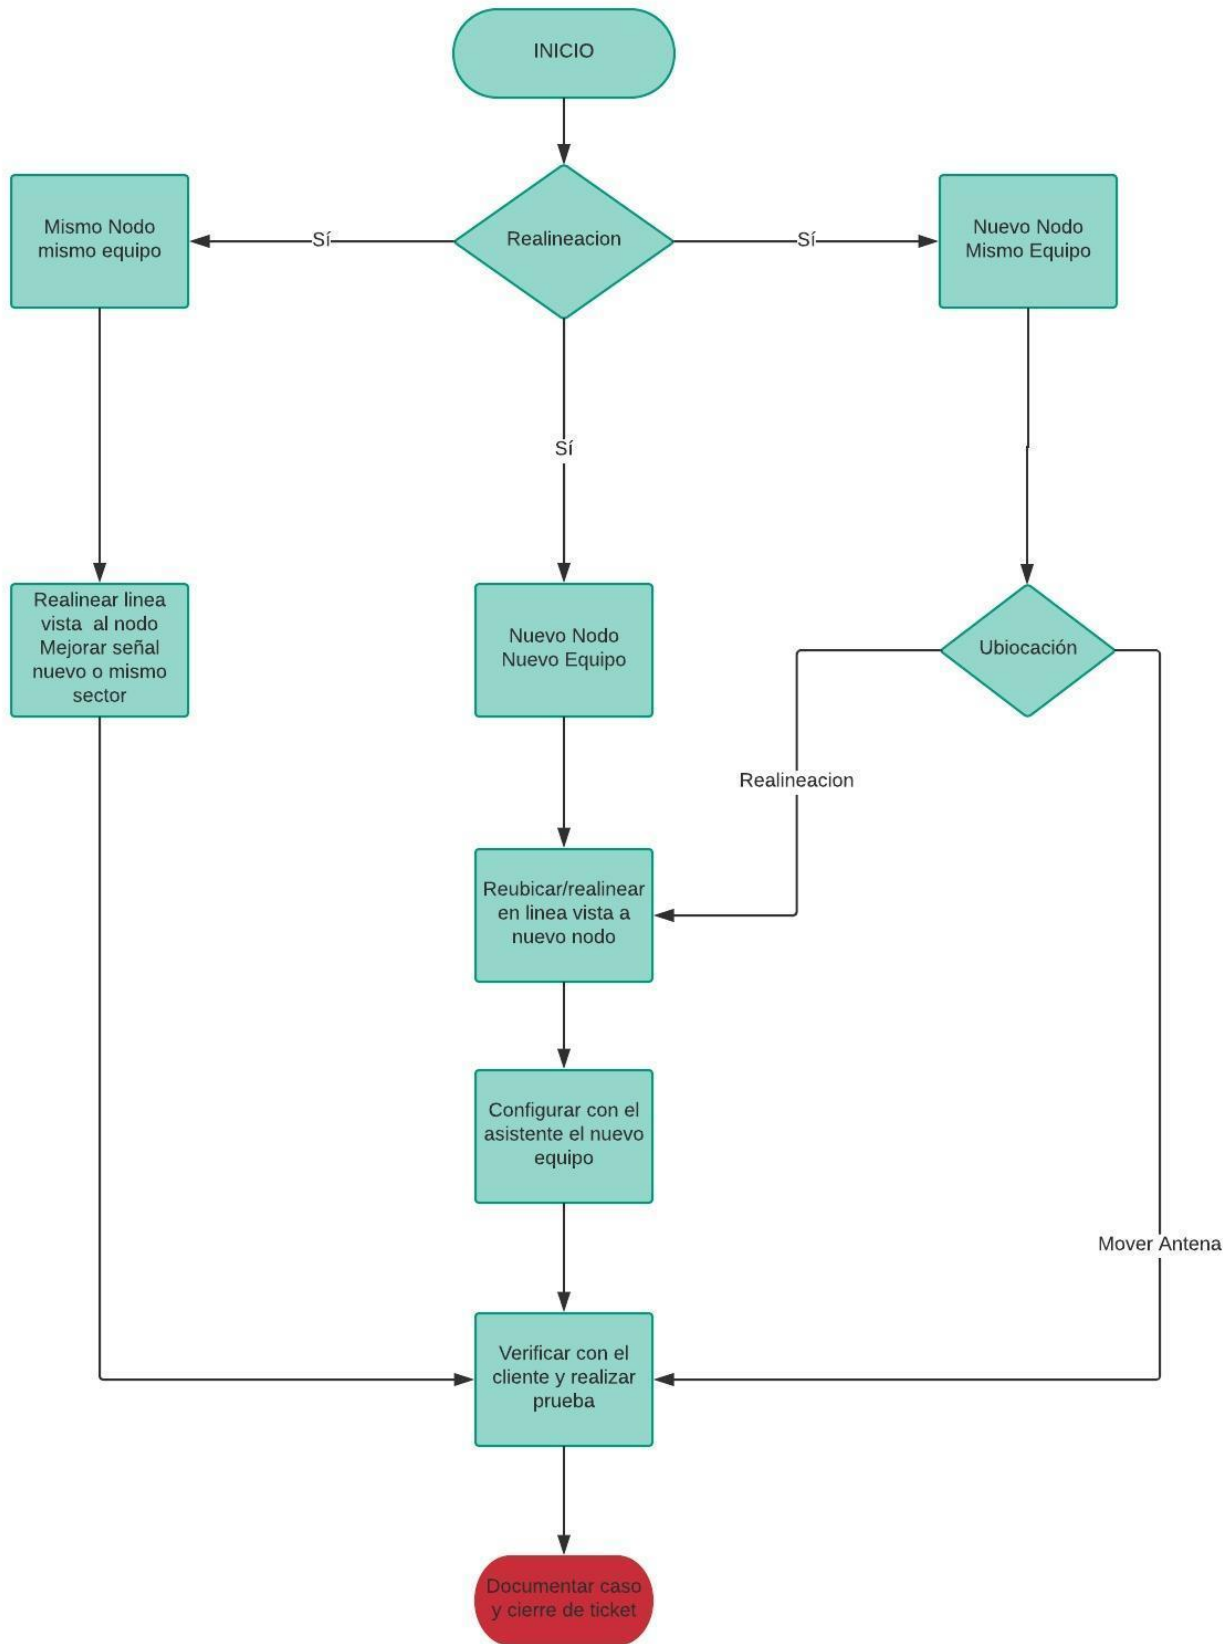 INICIO
Mismo Nodo
mismo equipo
Sí
Realineacion
Sí
Nuevo Nodo
Mismo Equipo
Sí
Realinear linea
vista al nodo
Mejorar señal
nuevo o mismo
sector
Nuevo Nodo
Nuevo Equipo
Ubiocación
Realineacion
Reubicar/realinear
en linea vista a
nuevo nodo
Configurar con el
asistente el nuevo
equipo
Mover Antena
Verificar con el
cliente y realizar
prueba
Documentar caso
y cierre de ticket